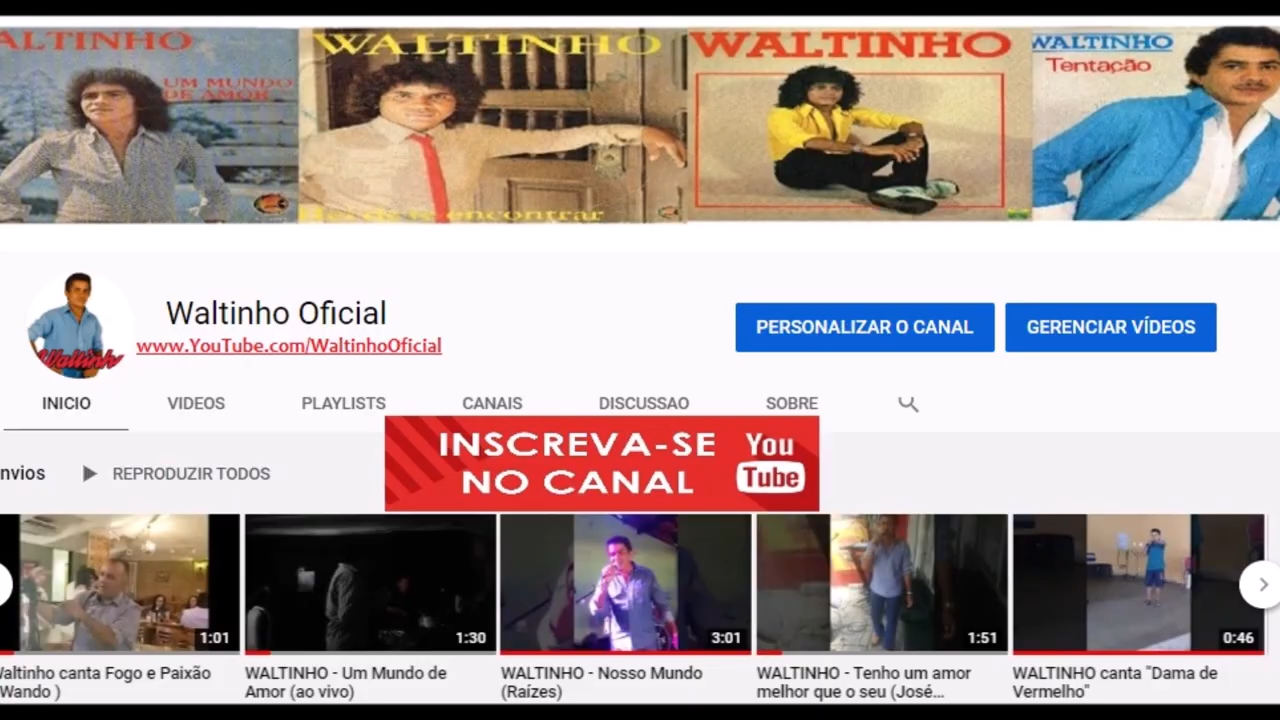 ALTINHO
UM MUNDO
DE AMOR
WALTINHO
encontrar
WALTINHO
WALTINHO
Tentação
Waltinho Oficial
www.YouTube.com/WaltinhoOficial
Waltinho
PERSONALIZAR O CANAL
GERENCIAR VÍDEOS
INICIO
VIDEOS
PLAYLISTS
CANAIS
DISCUSSAO
SOBRE
INSCREVA-SE
NO CANAL
You
Tube
nvios
REPRODUZIR TODOS
1:01
1:30
3:01
1:51
0:46
Waltinho canta Fogo e Paixão
Wando )
WALTINHO - Um Mundo de
Amor (ao vivo)
WALTINHO - Nosso Mundo
(Raízes)
WALTINHO - Tenho um amor
melhor que o seu (José...
WALTINHO canta "Dama de
Vermelho"